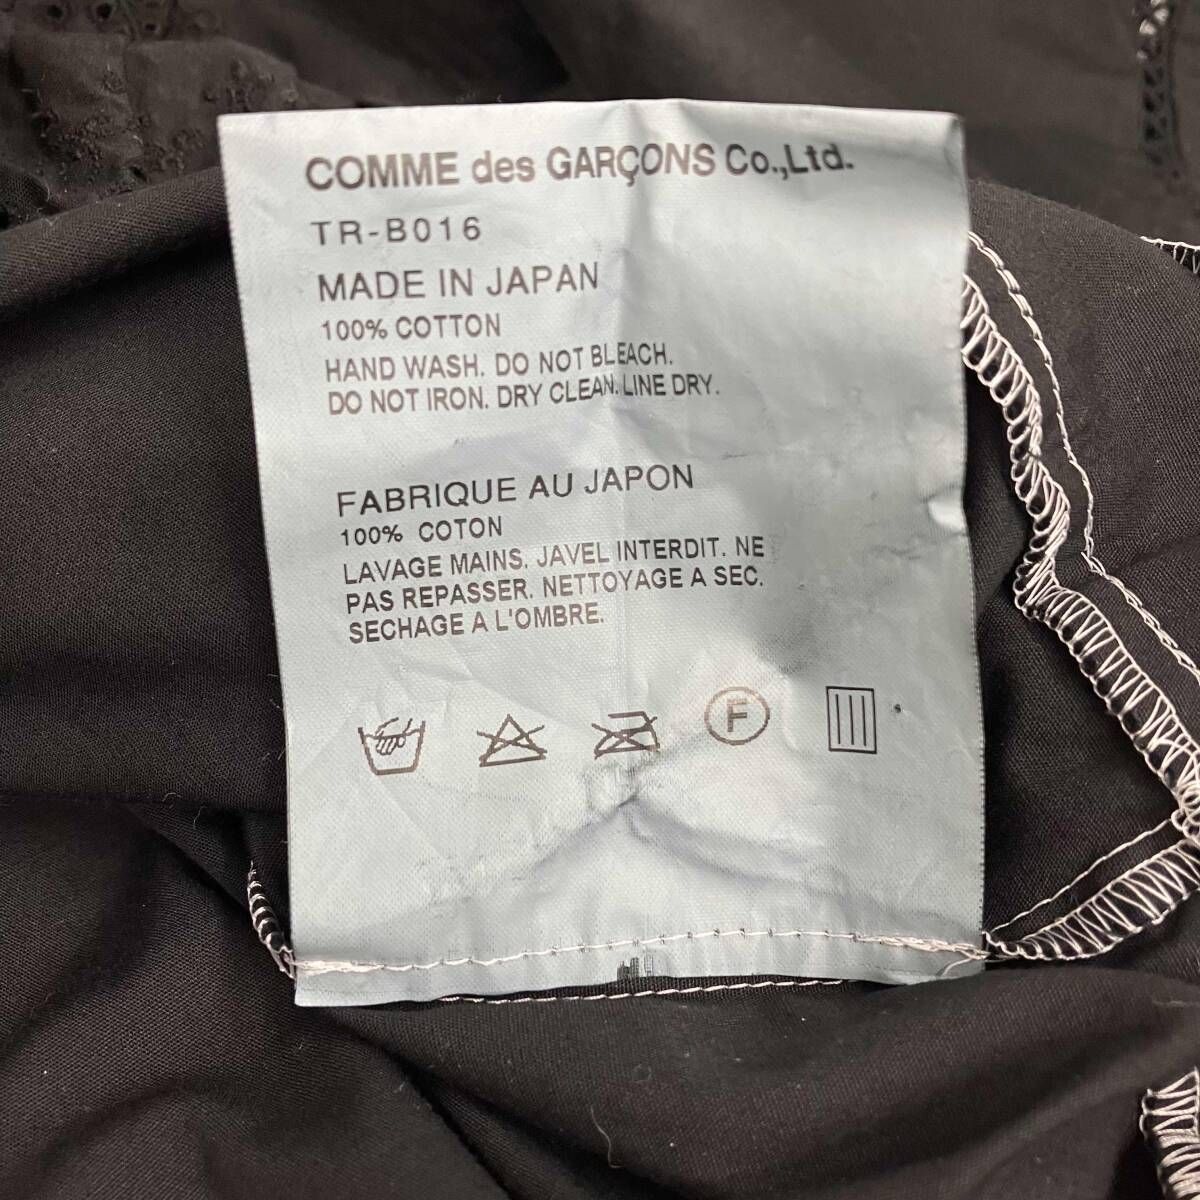 COMME des GARÇONS Co.,Ltd.
TR-B016
MADE IN JAPAN
100% COTTON
HAND WASH. DO NOT BLEACH.
DO NOT IRON. DRY CLEAN. LINE DRY.
FABRIQUE AU JAPON
100% COTON
LAVAGE MAINS. JAVEL INTERDIT. NE
PAS REPASSER. NETTOYAGE A SEC.
SECHAGE A L'OMBRE.
F